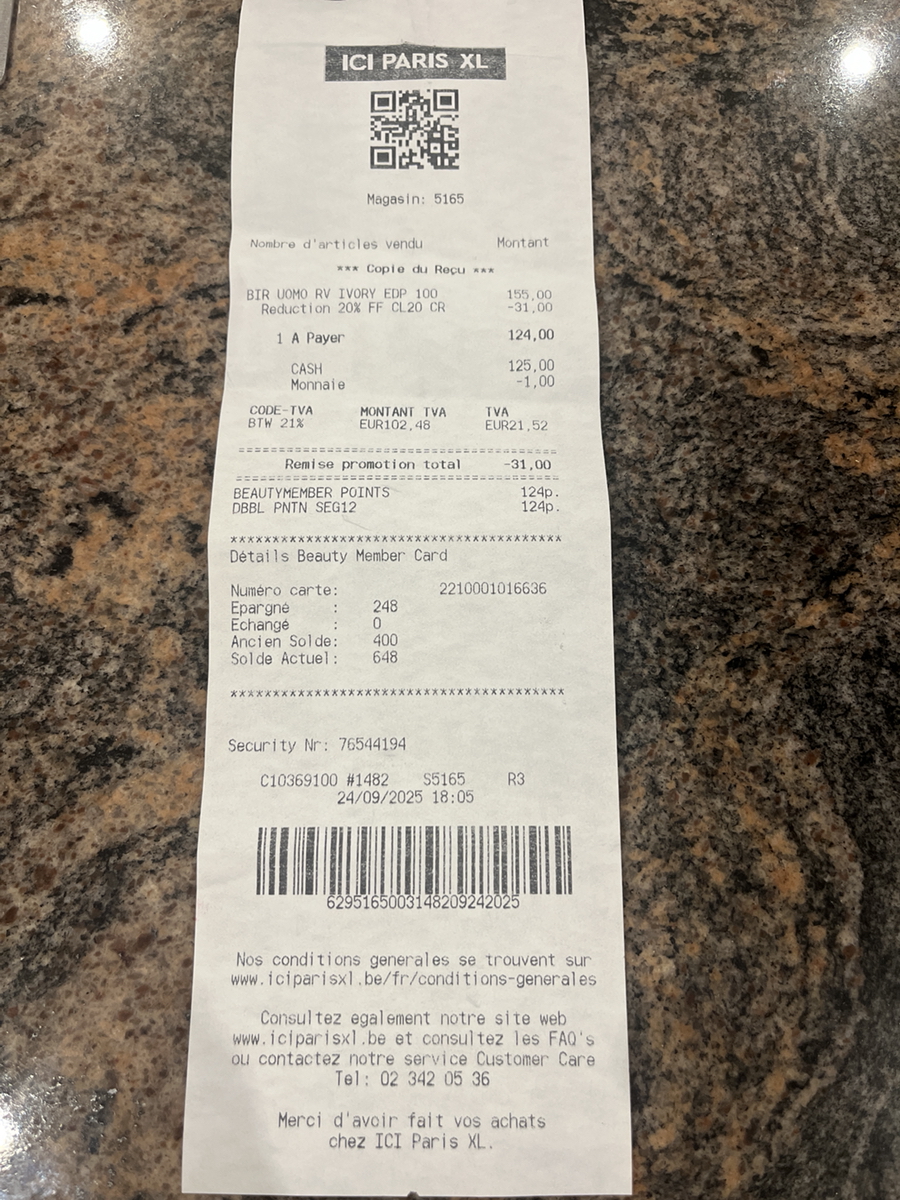 ICI PARIS XL
Magasin: 5165
Nombre d'articles vendu Montant
*** Copie du Reçu ***
BIR UOMO RV IVORY EDP 100 155,00
Reduction 20% FF CL20 CR -31,00
1 A Payer 124,00
CASH 125,00
Monnaie -1,00
CODE-TVA MONTANT TVA TVA
BTW 21% EUR102,48 EUR21,52
======================================
Remise promotion total -31,00
======================================
BEAUTYMEMBER POINTS 124p.
DBBL PNTN SEG12 124p.
****************************************
Détails Beauty Member Card
Numéro carte: 2210001016636
Epargné : 248
Echangé : 0
Ancien Solde: 400
Solde Actuel: 648
****************************************
Security Nr: 76544194
C10369100 #1482 S5165 R3
24/09/2025 18:05
6295165003148209242025
Nos conditions generales se trouvent sur
www.iciparisxl.be/fr/conditions-generales
Consultez egalement notre site web
www.iciparisxl.be et consultez les FAQ's
ou contactez notre service Customer Care
Tel: 02 342 05 36
Merci d'avoir fait vos achats
chez ICI Paris XL.